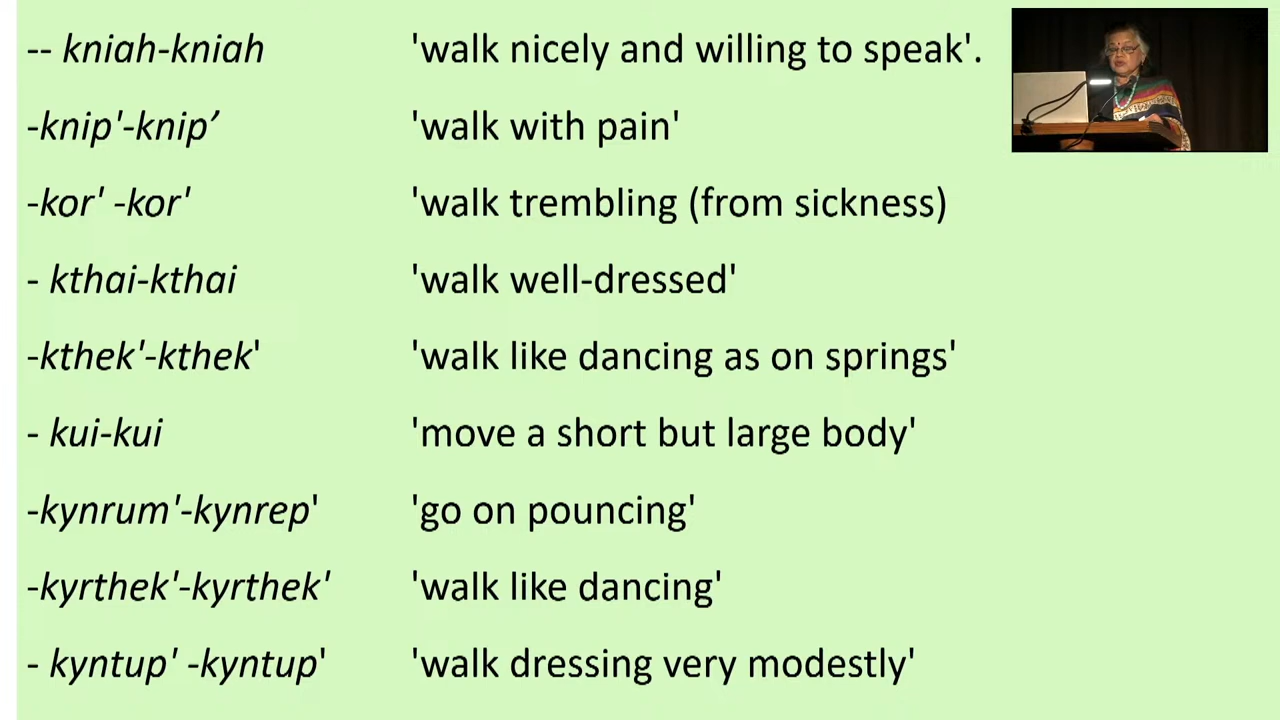 -- kniah-kniah 'walk nicely and willing to speak'.
-knip'-knip’ 'walk with pain'
-kor' -kor' 'walk trembling (from sickness)
- kthai-kthai 'walk well-dressed'
-kthek'-kthek' 'walk like dancing as on springs'
- kui-kui 'move a short but large body'
-kynrum'-kynrep' 'go on pouncing'
-kyrthek'-kyrthek' 'walk like dancing'
- kyntup' -kyntup' 'walk dressing very modestly'